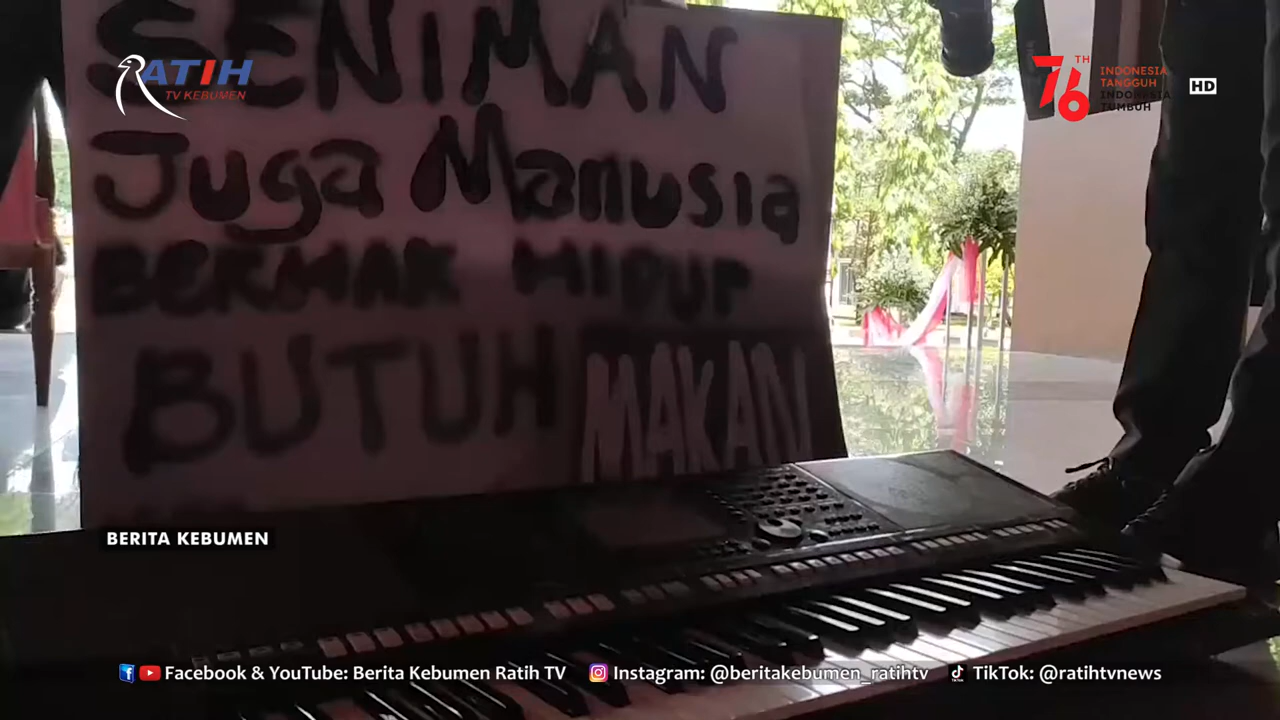 SENIMAN
Juga Manusia
BERHAK HIDUP
BUTUH MAKAN
RATIH
TV KEBUMEN
76TH
INDONESIA
TANGGUH
INDONESIA
TUMBUH
HD
BERITA KEBUMEN
Facebook & YouTube: Berita Kebumen Ratih TV Instagram: @beritakebumen_ratihtv TikTok: @ratihtvnews